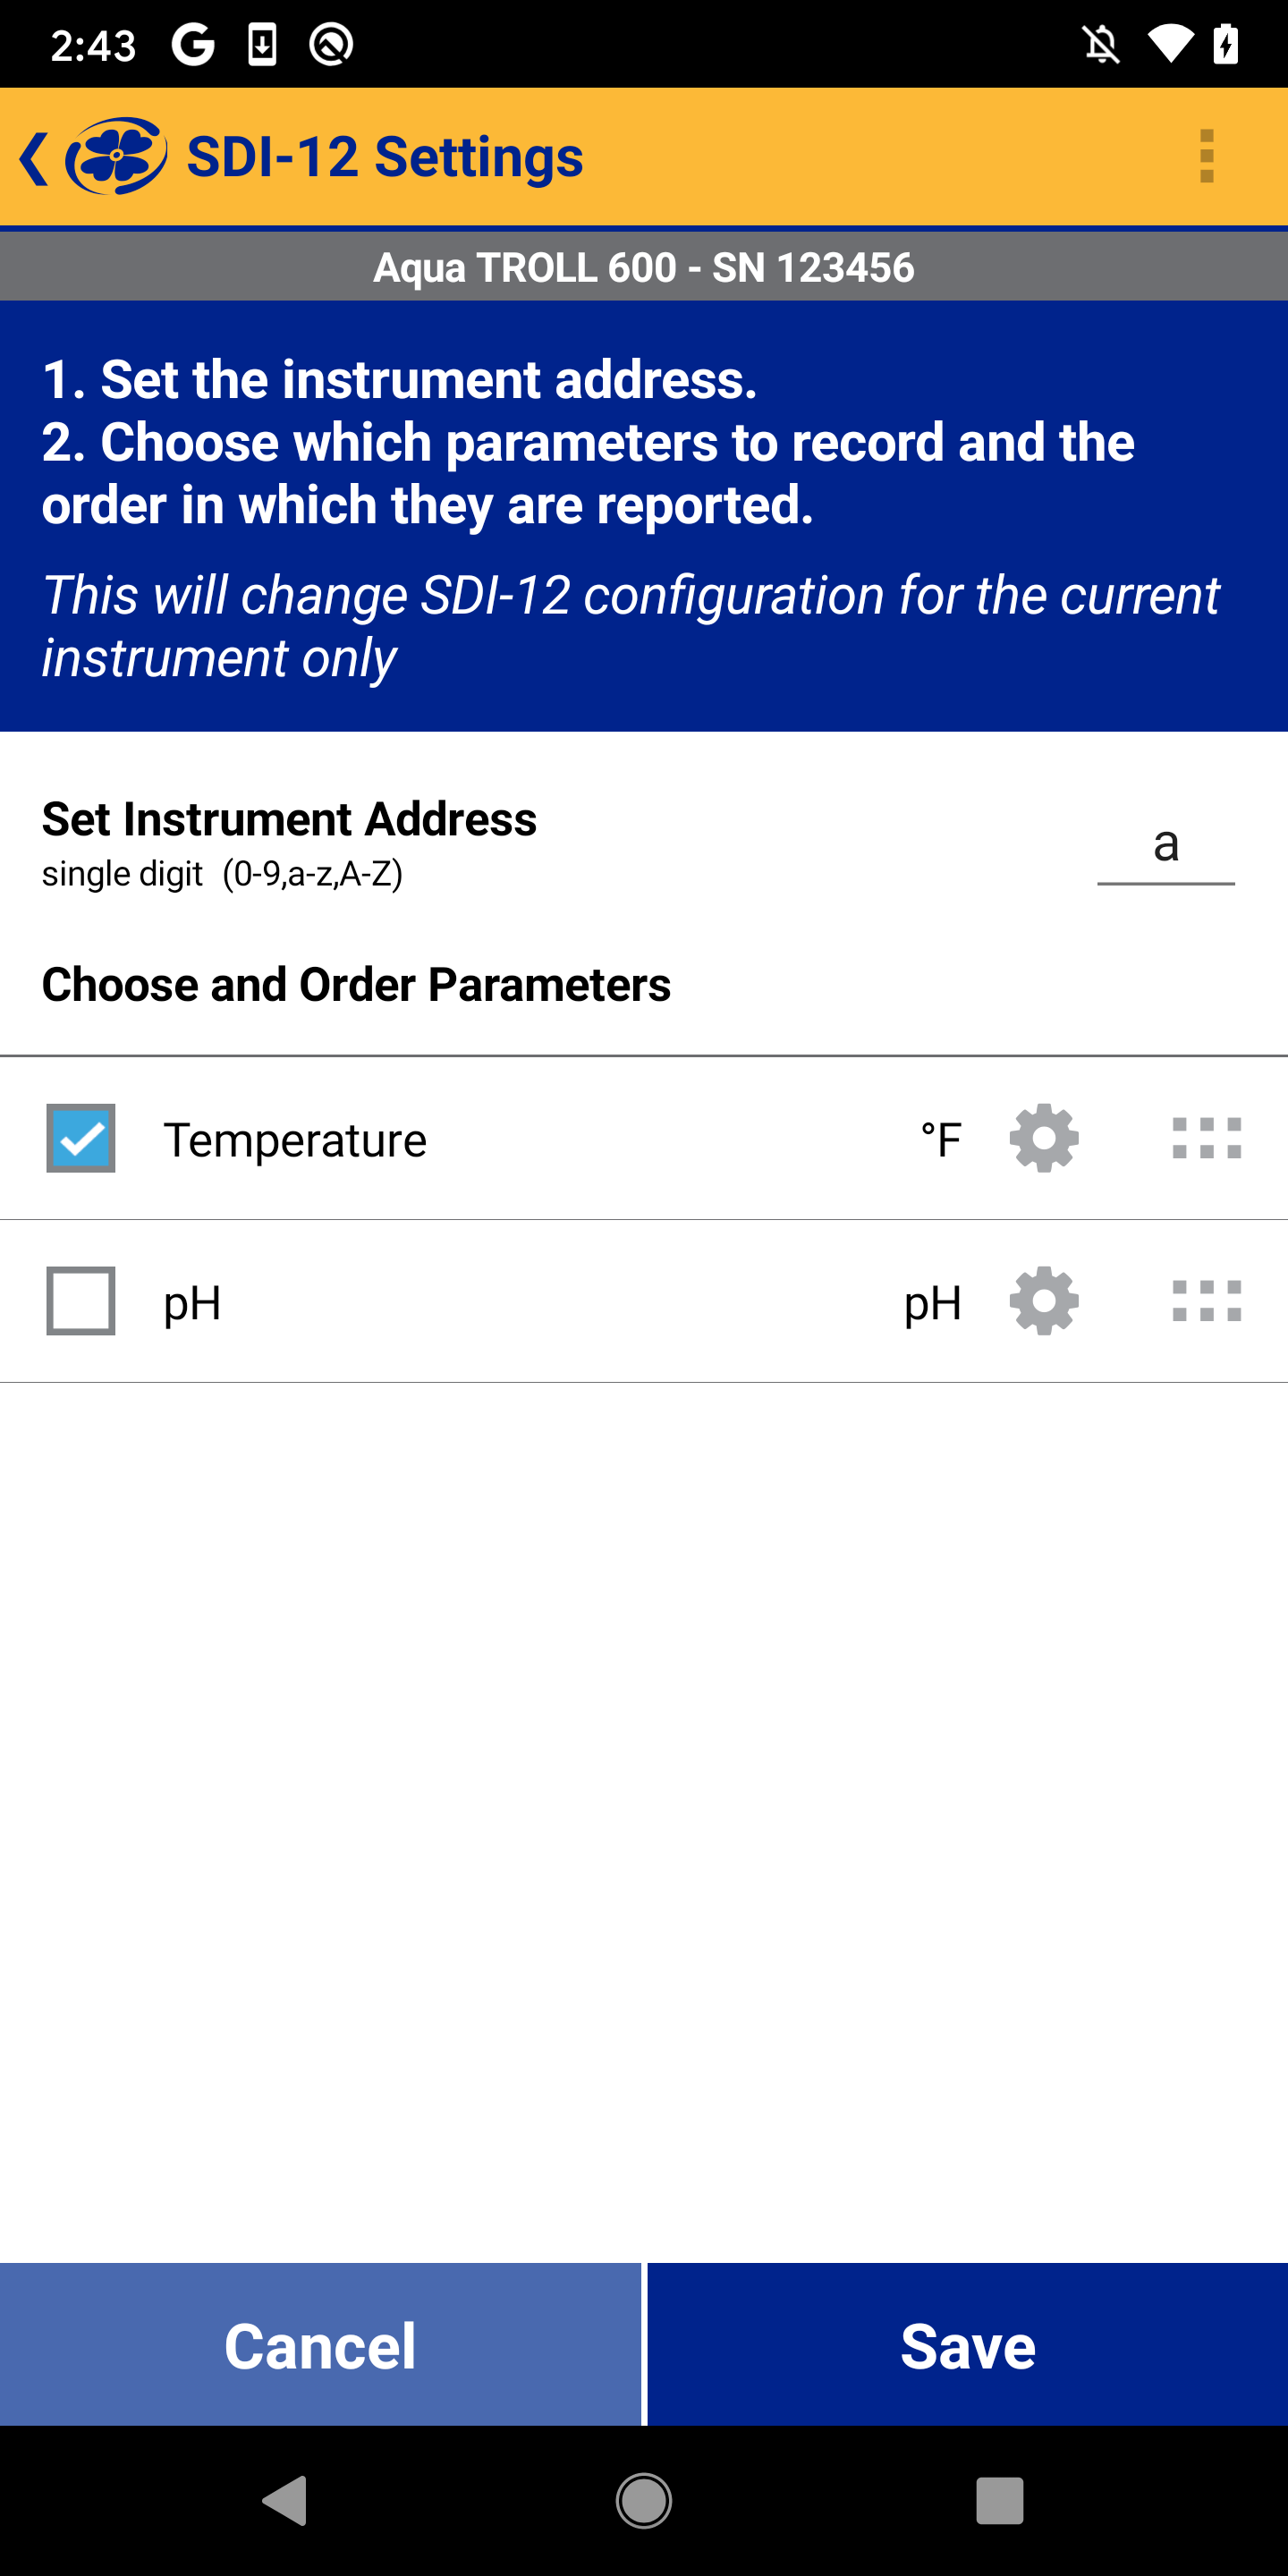 2:43
SDI-12 Settings
Aqua TROLL 600 - SN 123456
1. Set the instrument address.
2. Choose which parameters to record and the
order in which they are reported.
This will change SDI-12 configuration for the current
instrument only
Set Instrument Address
single digit (0-9,a-z,A-Z)
a
Choose and Order Parameters
Temperature °F
pH pH
Cancel Save